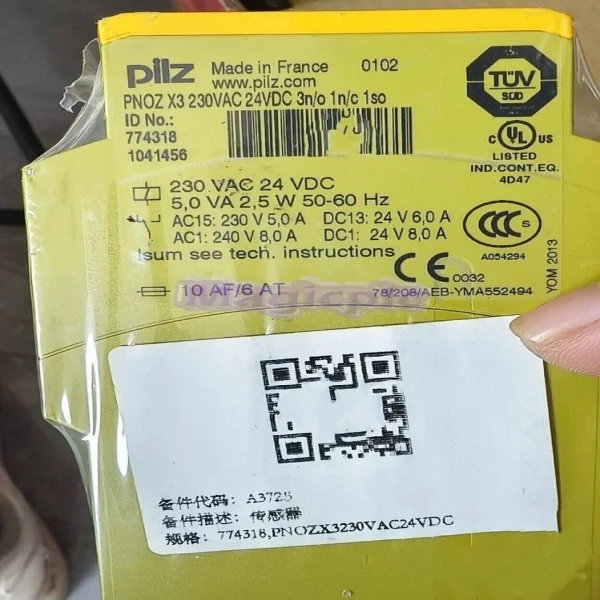 pilz Made in France 0102
www.pilz.com
PNOZ X3 230VAC 24VDC 3n/o 1n/c 1so
ID No.:
774318
1041456
TÜV
SÜD
C UL US
LISTED
IND.CONT.EQ.
4D47
230 VAC 24 VDC
5,0 VA 2,5 W 50-60 Hz
AC15: 230 V 5,0 A DC13: 24 V 6,0 A
AC1: 240 V 8,0 A DC1: 24 V 8,0 A
Isum see tech. instructions
CCC S
A054294
CE 0032
YOM 2013
10 AF/6 AT
78/208/AEB-YMA552494
备件代码: A3725
备件描述: 传感器
规格: 774318,PNOZX3230VAC24VDC